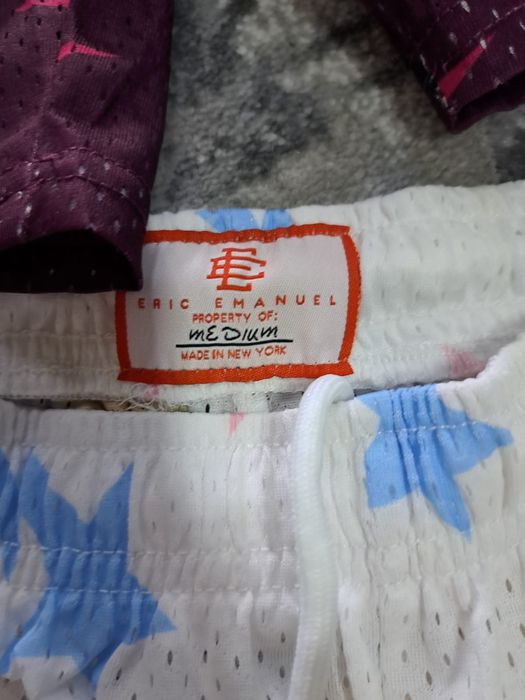 EE
ERIC EMANUEL
PROPERTY OF:
MEDIUM
MADE IN NEW YORK